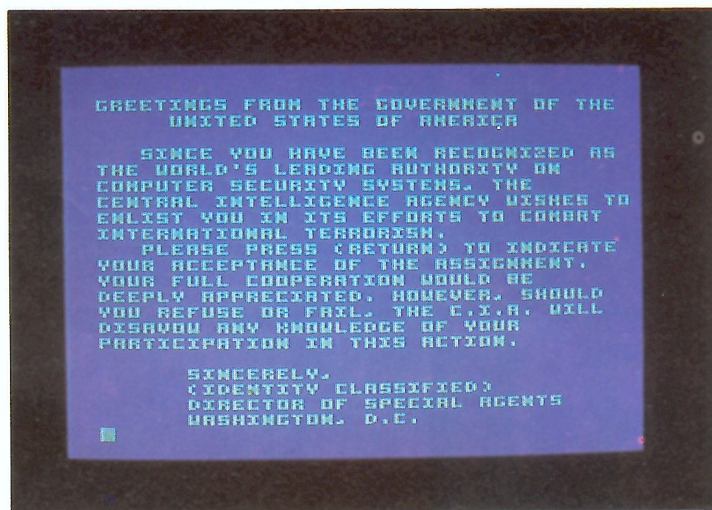 GREETINGS FROM THE GOVERNMENT OF THE
UNITED STATES OF AMERICA
SINCE YOU HAVE BEEN RECOGNIZED AS
THE WORLD'S LEADING AUTHORITY ON
COMPUTER SECURITY SYSTEMS, THE
CENTRAL INTELLIGENCE AGENCY WISHES TO
ENLIST YOU IN ITS EFFORTS TO COMBAT
INTERNATIONAL TERRORISM.
PLEASE PRESS (RETURN) TO INDICATE
YOUR ACCEPTANCE OF THE ASSIGNMENT.
YOUR FULL COOPERATION WOULD BE
DEEPLY APPRECIATED. HOWEVER, SHOULD
YOU REFUSE OR FAIL, THE C.I.A. WILL
DISAVOW ANY KNOWLEDGE OF YOUR
PARTICIPATION IN THIS ACTION.
SINCERELY,
(IDENTITY CLASSIFIED)
DIRECTOR OF SPECIAL AGENTS
WASHINGTON, D.C.